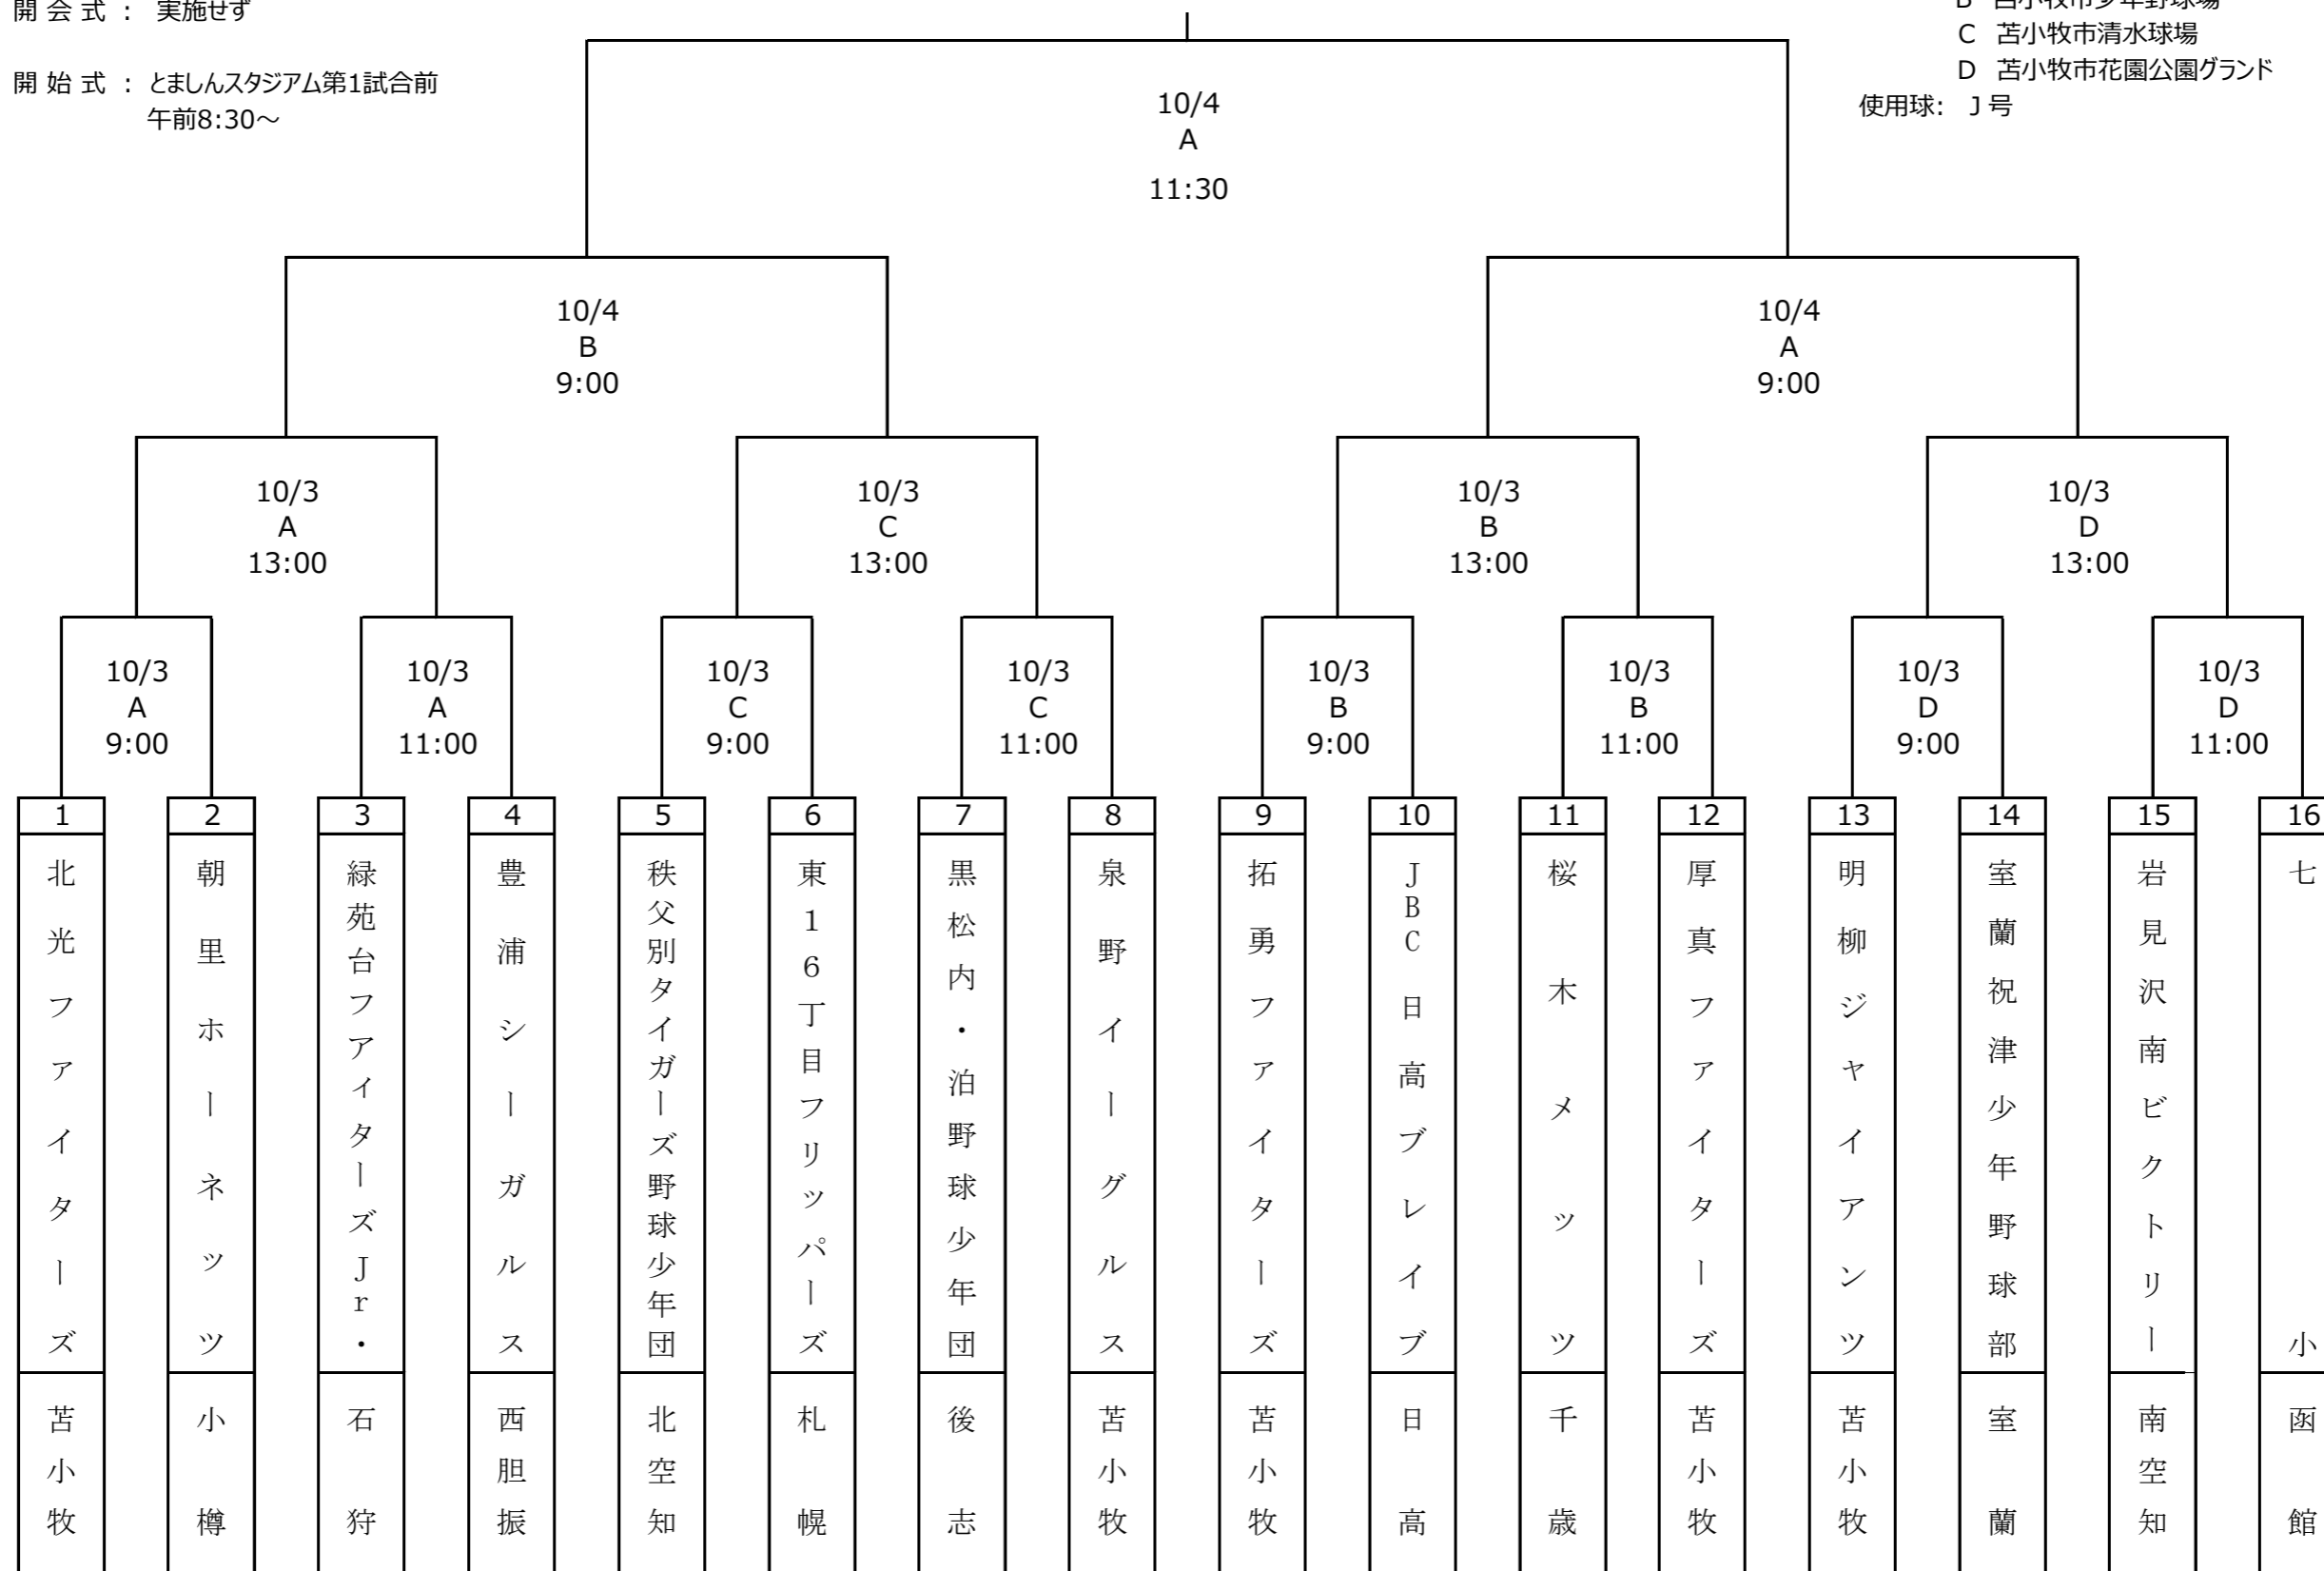 開 会 式 ： 実施せず
B 苫小牧市少年野球場
C 苫小牧市清水球場
開 始 式 ： とましんスタジアム第1試合前
D 苫小牧市花園公園グランド
午前8:30～
使用球: J 号
10/4
A
11:30
10/4
B
9:00
10/4
A
9:00
10/3
A
13:00
10/3
C
13:00
10/3
B
13:00
10/3
D
13:00
10/3
A
9:00
10/3
A
11:00
10/3
C
9:00
10/3
C
11:00
10/3
B
9:00
10/3
B
11:00
10/3
D
9:00
10/3
D
11:00
1
北光ファイターズ
苫小牧
2
朝里ホーネッツ
小樽
3
緑苑台フアイターズJr・
石狩
4
豊浦シーガルス
西胆振
5
秩父別タイガーズ野球少年団
北空知
6
東16丁目フリッパーズ
札幌
7
黒松内・泊野球少年団
後志
8
泉野イーグルス
苫小牧
9
拓勇ファイターズ
苫小牧
10
JBC 日高ブレイブ
日高
11
桜木メッツ
千歳
12
厚真ファイターズ
苫小牧
13
明柳ジャイアンツ
苫小牧
14
室蘭祝津少年野球部
室蘭
15
岩見沢南ビクトリー
南空知
16
七小
函館